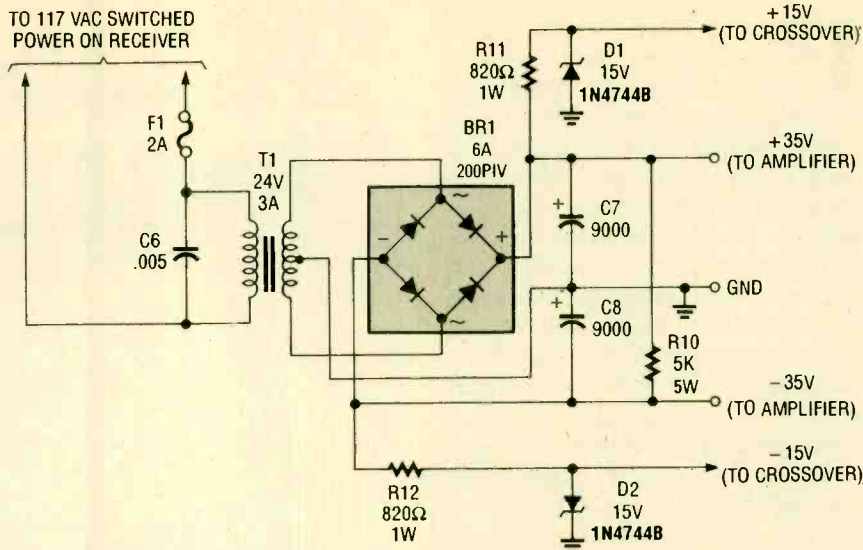 TO 117 VAC SWITCHED
POWER ON RECEIVER
F1
2A
C6
.005
T1
24V
3A
BR1
6A
200PIV
~
-
+
~
R11
820Ω
1W
D1
15V
1N4744B
+15V
(TO CROSSOVER)
+35V
(TO AMPLIFIER)
+
C7
9000
GND
+
C8
9000
R10
5K
5W
-35V
(TO AMPLIFIER)
-15V
(TO CROSSOVER)
R12
820Ω
1W
D2
15V
1N4744B